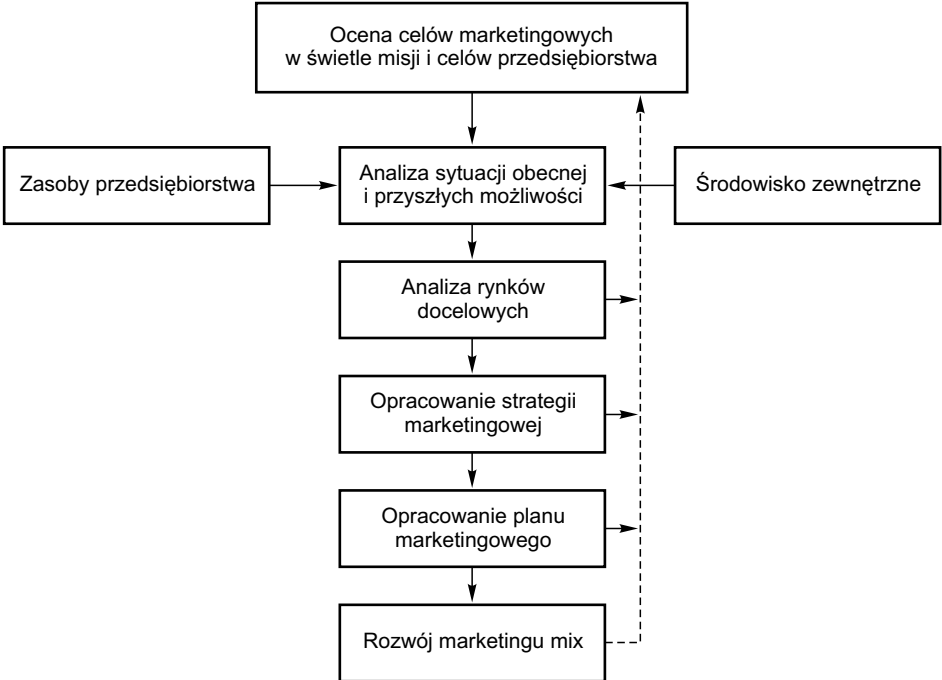 Ocena celów marketingowych
w świetle misji i celów przedsiębiorstwa
Zasoby przedsiębiorstwa
Analiza sytuacji obecnej
i przyszłych możliwości
Środowisko zewnętrzne
Analiza rynków
docelowych
Opracowanie strategii
marketingowej
Opracowanie planu
marketingowego
Rozwój marketingu mix